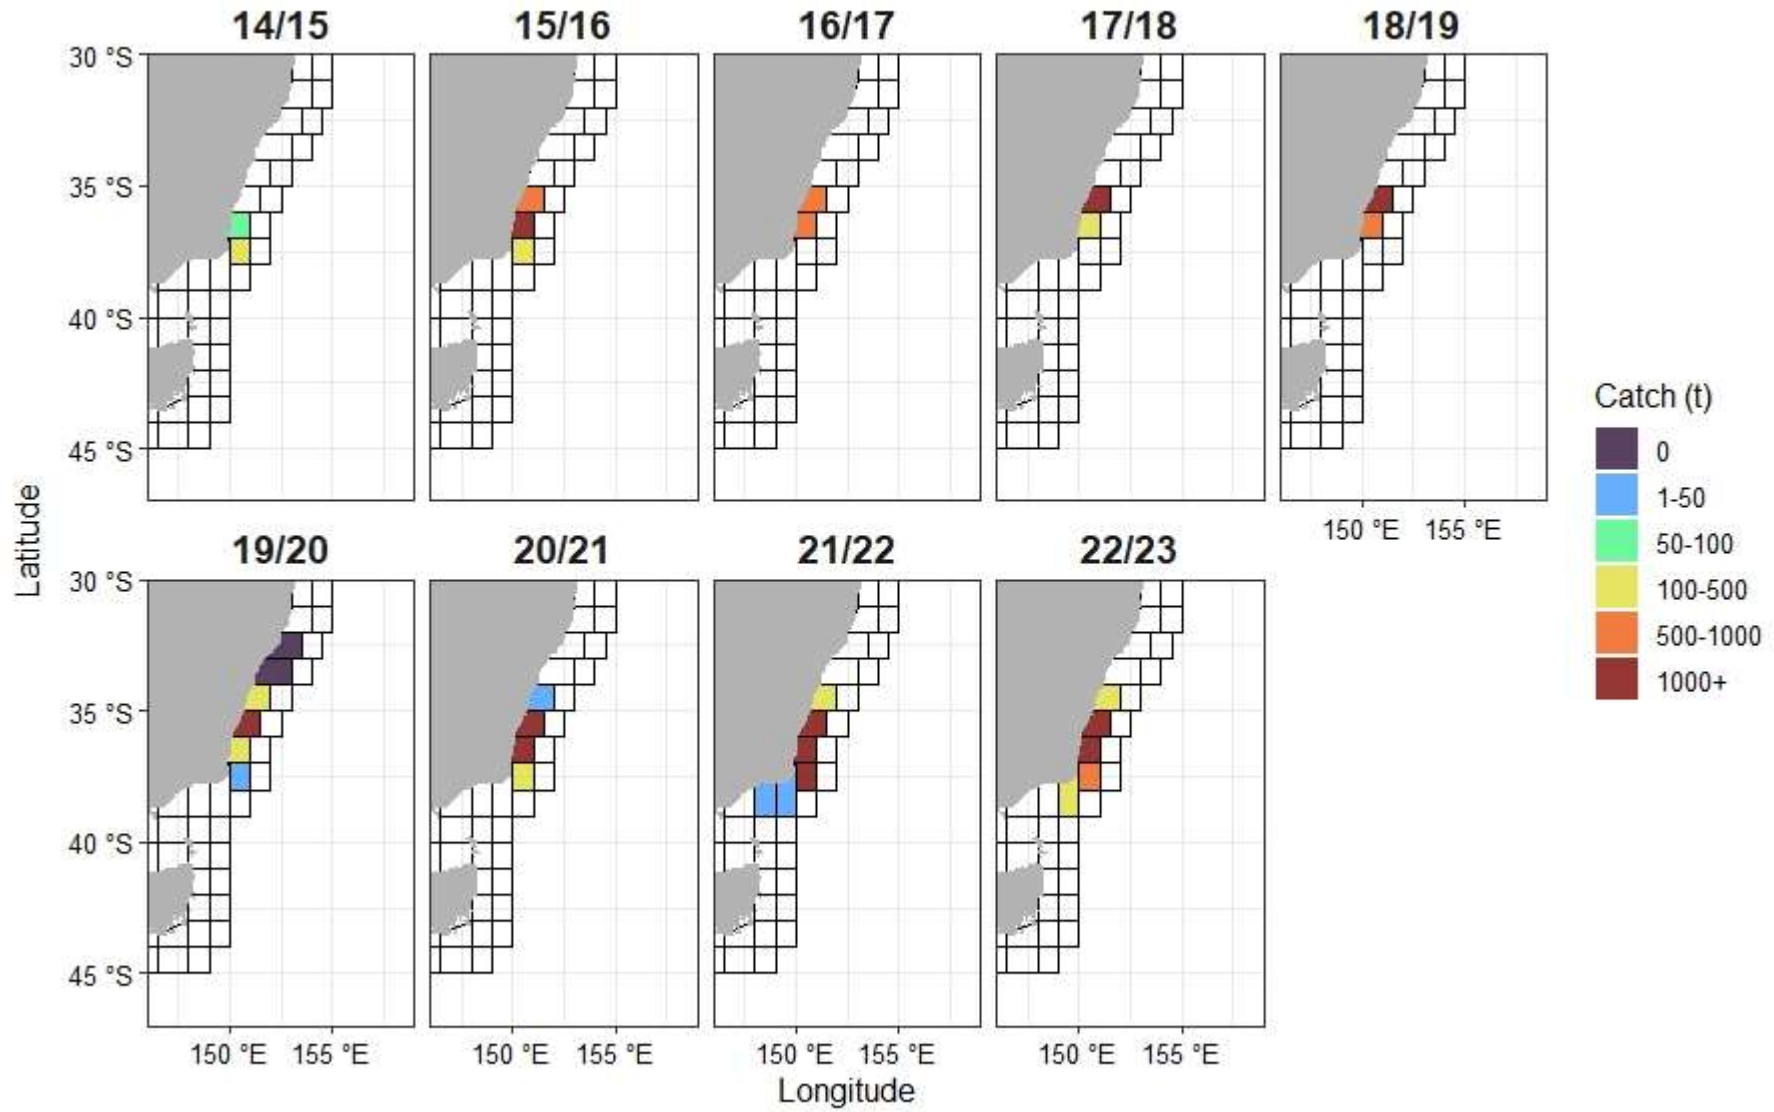 14/15 15/16 16/17 17/18 18/19
30 °S
35 °S
40 °S
45 °S
150 °E 155 °E
19/20 20/21 21/22 22/23
30 °S
35 °S
40 °S
45 °S
150 °E 155 °E 150 °E 155 °E 150 °E 155 °E 150 °E 155 °E
Longitude
Latitude
Catch (t)
0
1-50
50-100
100-500
500-1000
1000+